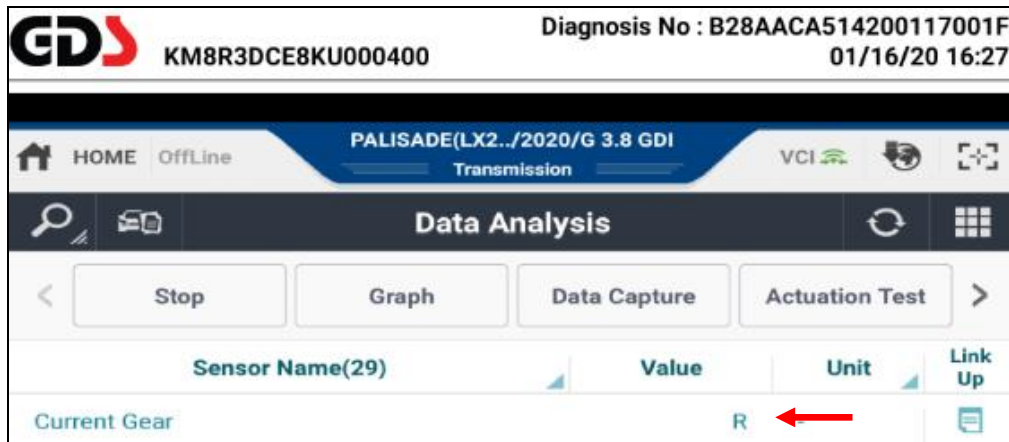 GDS
Diagnosis No : B28AACA514200117001F
KM8R3DCE8KU000400 01/16/20 16:27
PALISADE(LX2../2020/G 3.8 GDI
HOME OffLine VCI
Transmission
Data Analysis
< Stop Graph Data Capture Actuation Test >
Sensor Name(29) Value Unit Link Up
Current Gear R -